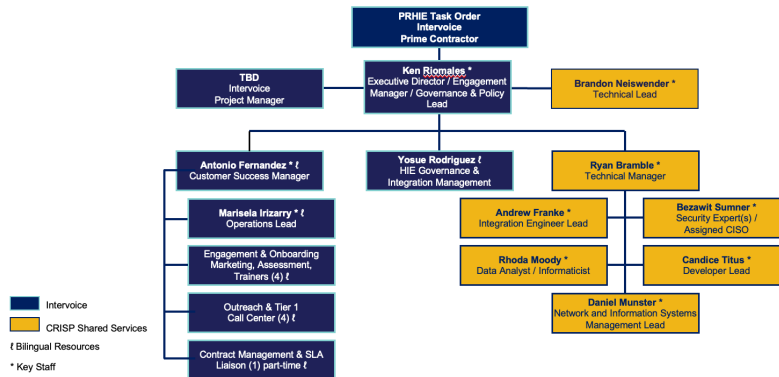 PRHIE Task Order
Intervoice
Prime Contractor
TBD
Intervoice
Project Manager
Ken Riomales *
Executive Director / Engagement
Manager / Governance & Policy
Lead
Brandon Neiswender *
Technical Lead
Antonio Fernandez * ℓ
Customer Success Manager
Yosue Rodriguez ℓ
HIE Governance &
Integration Management
Ryan Bramble *
Technical Manager
Marisela Irizarry * ℓ
Operations Lead
Engagement & Onboarding
Marketing, Assessment,
Trainers (4) ℓ
Outreach & Tier 1
Call Center (4) ℓ
Contract Management & SLA
Liaison (1) part-time ℓ
Andrew Franke *
Integration Engineer Lead
Bezawit Sumner *
Security Expert(s) /
Assigned CISO
Rhoda Moody *
Data Analyst / Informaticist
Candice Titus *
Developer Lead
Daniel Munster *
Network and Information Systems
Management Lead
Intervoice
CRISP Shared Services
ℓ Bilingual Resources
* Key Staff